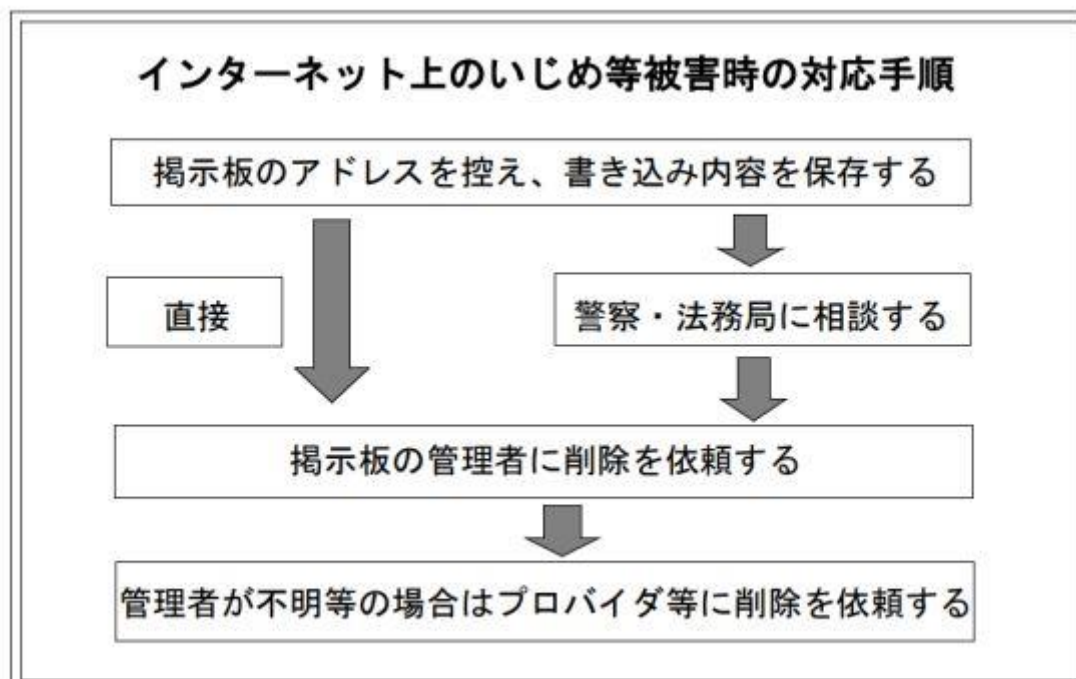 インターネット上のいじめ等被害時の対応手順
掲示板のアドレスを控え、書き込み内容を保存する
直接
警察・法務局に相談する
掲示板の管理者に削除を依頼する
管理者が不明等の場合はプロバイダ等に削除を依頼する